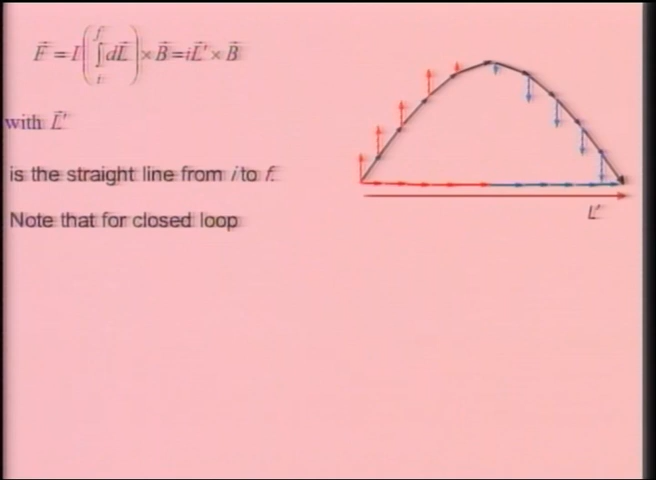 F⃗ = I ( ∫ᵢᶠ dL⃗ ) × B⃗ = iL⃗' × B⃗
with L⃗'
is the straight line from i to f.
Note that for closed loop
L'